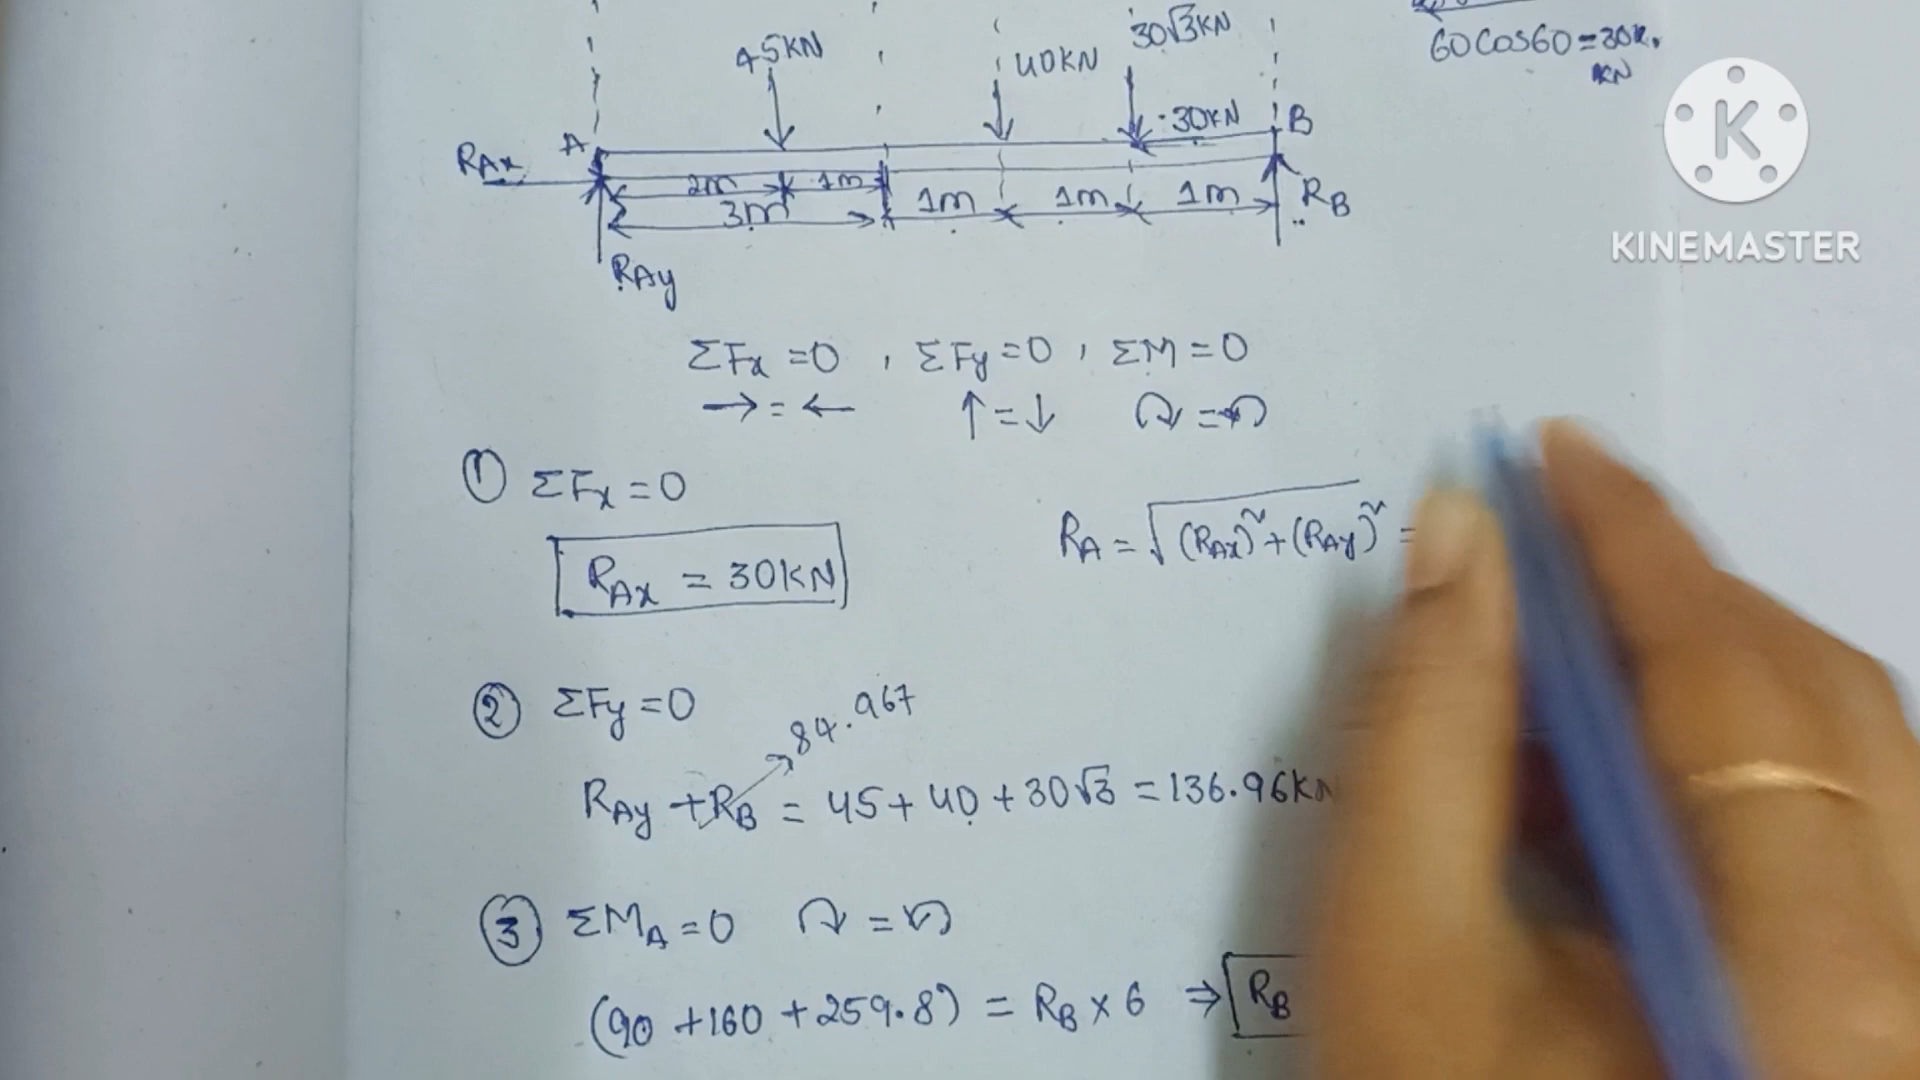 45KN
40KN
30√3KN
60cos60=30K.
KN
30KN
RAx
A
B
2m
1m
3m
1m
1m
1m
RB
RAy
K
KINEMASTER
ΣFx=0, ΣFy=0, ΣM=0
→=← ↑=↓ ↷=↶
① ΣFx=0
RAx = 30KN
RA = √(RAx)²+(RAy)² =
② ΣFy=0
84.967
RAy + RB = 45+40+30√3 = 136.96KN
③ ΣMA=0 ↷=↶
(90+160+259.8) = RB×6 ⇒ RB